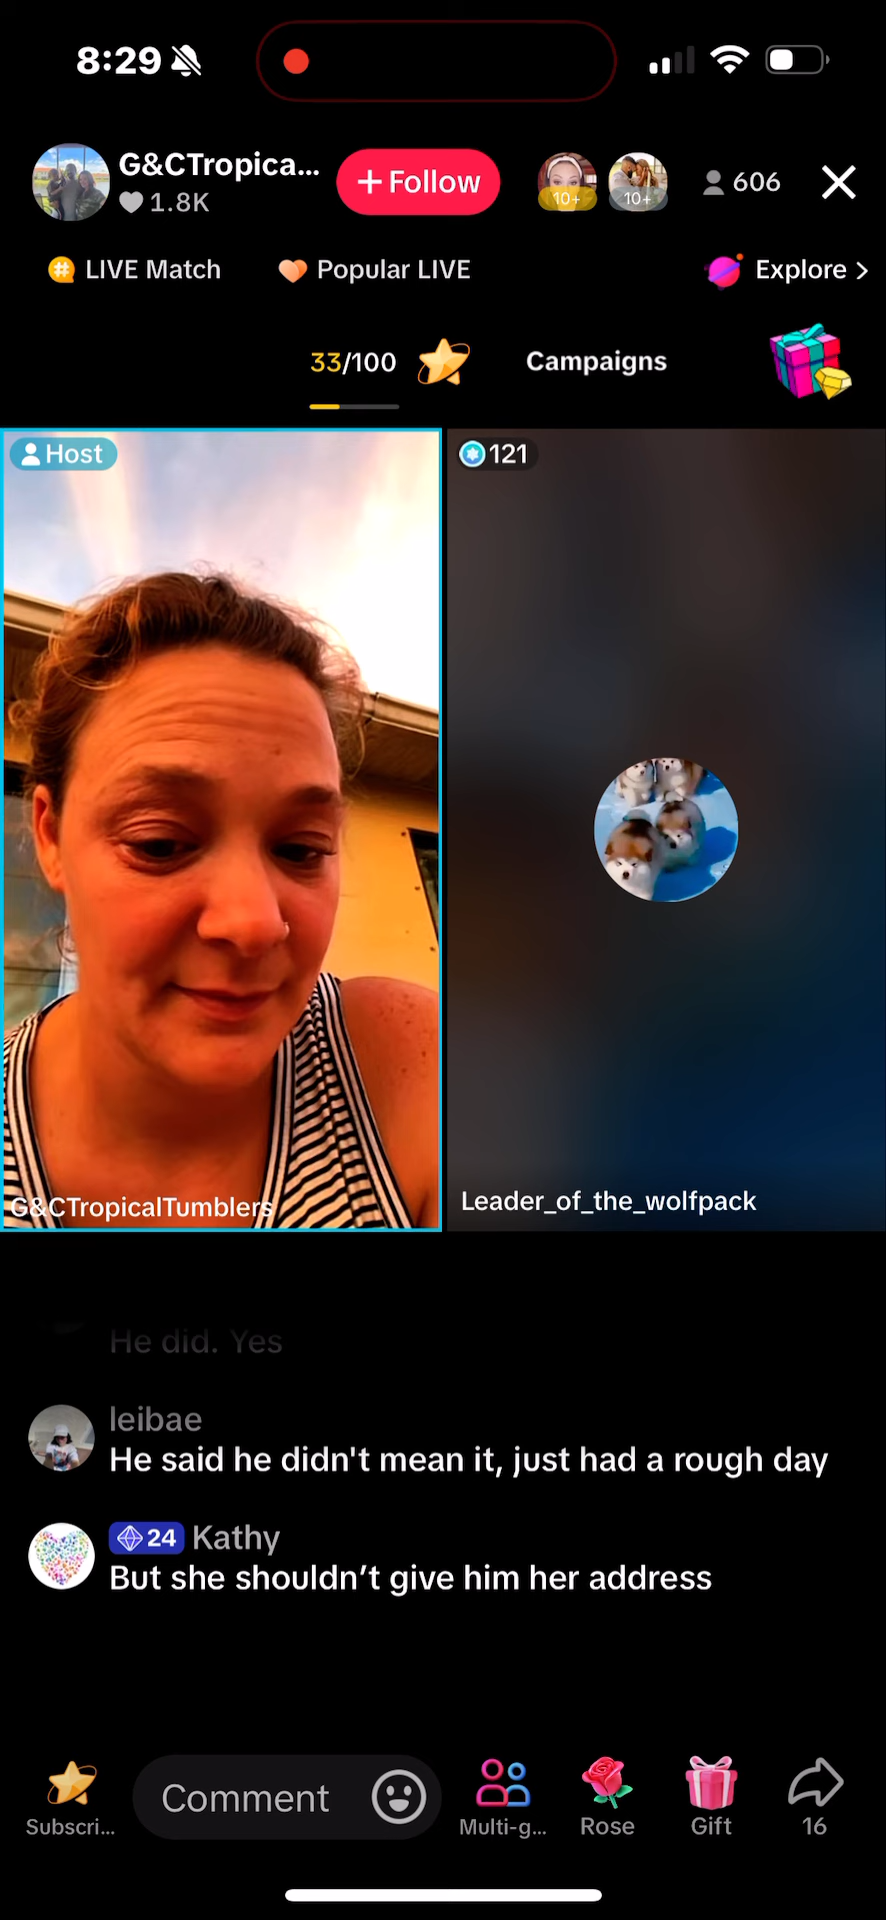 8:29
G&CTropica...
1.8K
+ Follow
10+
10+
606
LIVE Match
Popular LIVE
Explore >
33/100
Campaigns
Host
121
G&CTropicalTumblers
Leader_of_the_wolfpack
He did. Yes
leibae
He said he didn't mean it, just had a rough day
24 Kathy
But she shouldn’t give him her address
Comment
Subscri...
Multi-g...
Rose
Gift
16